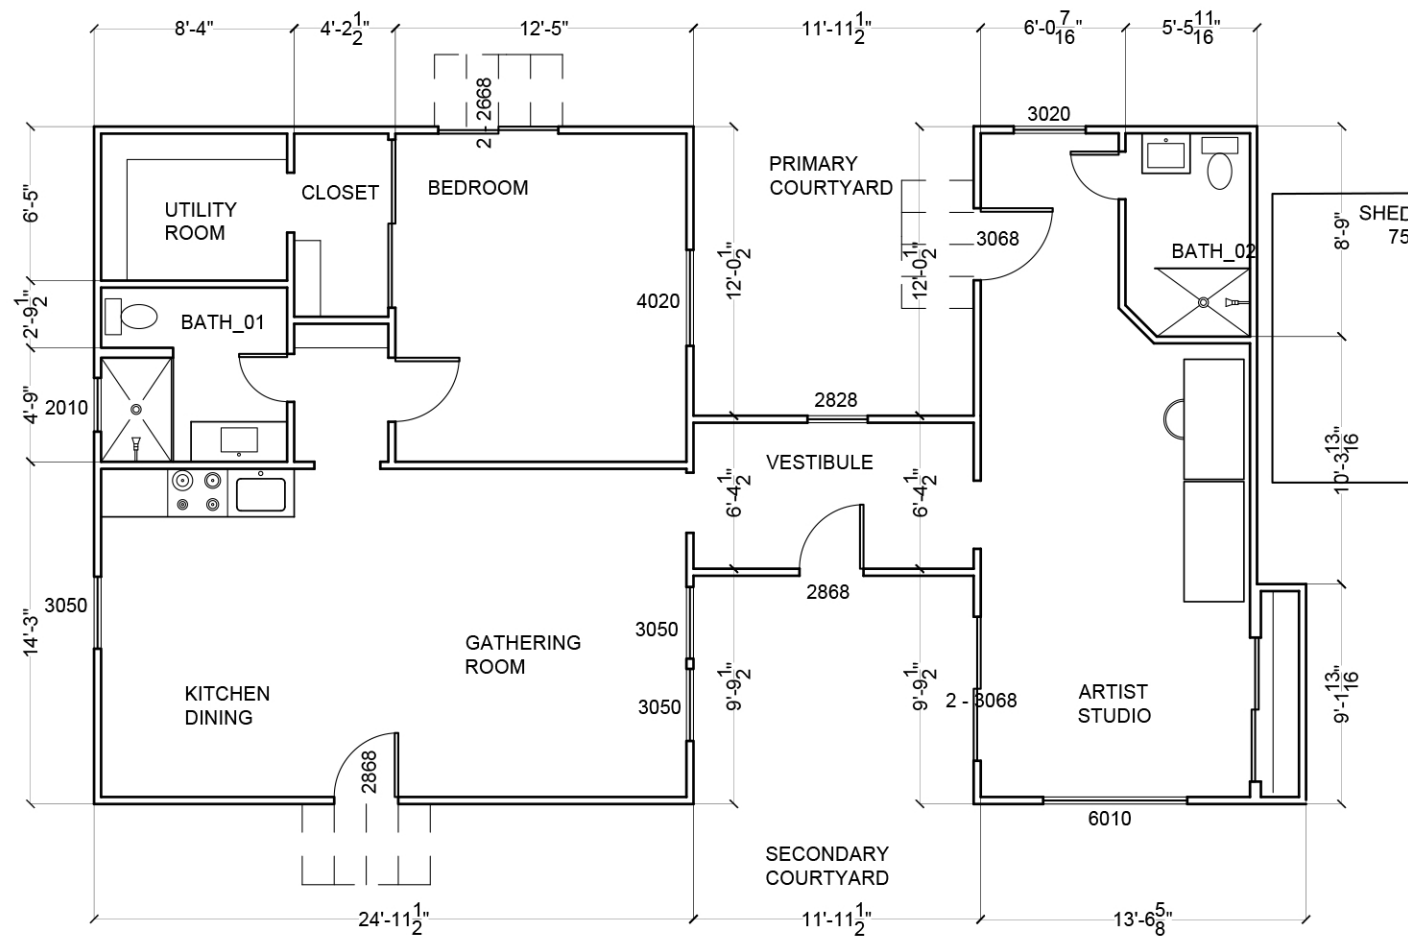 8'-4"
4'-2 1/2"
12'-5"
11'-11 1/2"
6'-0 7/16"
5'-5 11/16"
2 - 2668
3020
PRIMARY
COURTYARD
CLOSET
BEDROOM
UTILITY
ROOM
6'-5"
12'-0 1/2"
12'-0 1/2"
3068
BATH_02
8'-9"
SHED
75
2'-9 1/2"
BATH_01
4020
4'-9"
2010
2828
VESTIBULE
6'-4 1/2"
6'-4 1/2"
10'-3 13/16"
2868
3050
14'-3"
3050
GATHERING
ROOM
KITCHEN
DINING
3050
9'-9 1/2"
9'-9 1/2"
2 - 3068
ARTIST
STUDIO
9'-1 13/16"
2868
6010
SECONDARY
COURTYARD
24'-11 1/2"
11'-11 1/2"
13'-6 5/8"